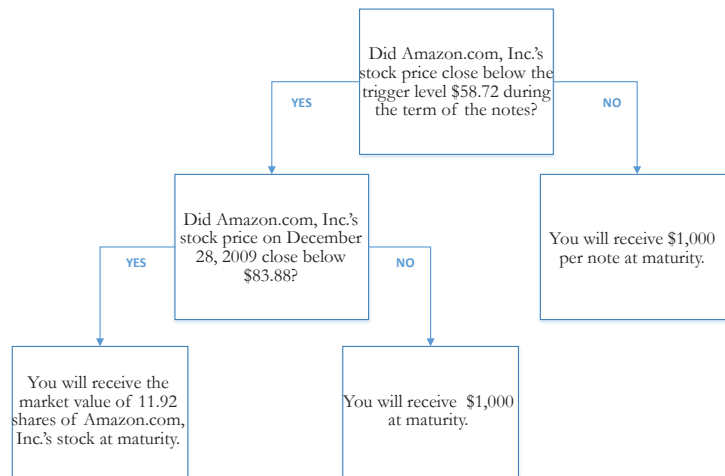 Did Amazon.com, Inc.'s
stock price close below the
trigger level $58.72 during
the term of the notes?
YES
NO
Did Amazon.com, Inc.'s
stock price on December
28, 2009 close below
$83.88?
You will receive $1,000
per note at maturity.
YES
NO
You will receive the
market value of 11.92
shares of Amazon.com,
Inc.'s stock at maturity.
You will receive $1,000
at maturity.